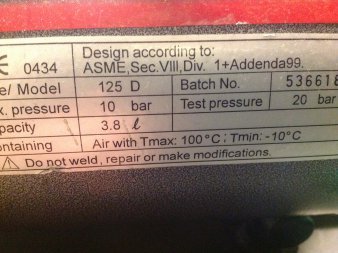 0434 Design according to:
ASME,Sec.VIII,Div. 1+Addenda99.
e/ Model 125 D Batch No. 536618
x. pressure 10 bar Test pressure 20 bar
pacity 3.8 ℓ
ontaining Air with Tmax: 100°C ; Tmin: -10°C
Do not weld , repair or make modifications.